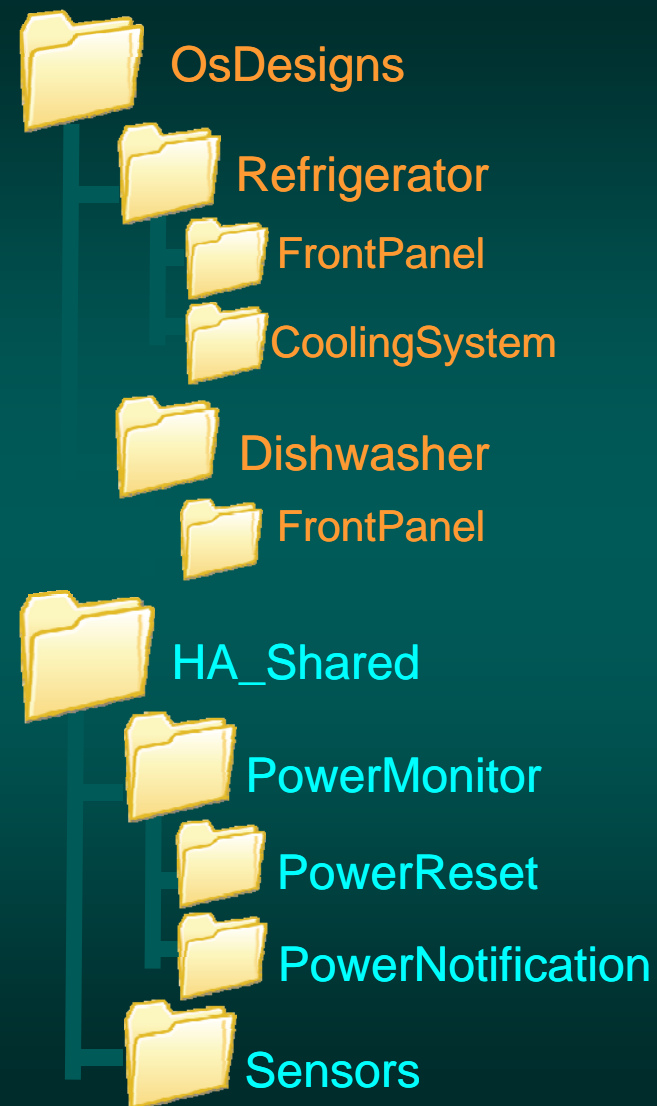 OsDesigns
Refrigerator
FrontPanel
CoolingSystem
Dishwasher
FrontPanel
HA_Shared
PowerMonitor
PowerReset
PowerNotification
Sensors